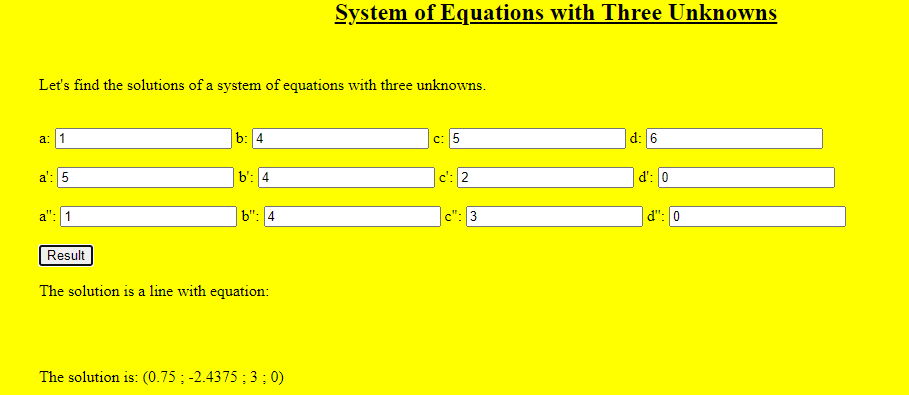 System of Equations with Three Unknowns
Let's find the solutions of a system of equations with three unknowns.
a: 1 b: 4 c: 5 d: 6
a': 5 b': 4 c': 2 d': 0
a": 1 b": 4 c": 3 d": 0
Result
The solution is a line with equation:
The solution is: (0.75 ; -2.4375 ; 3 ; 0)